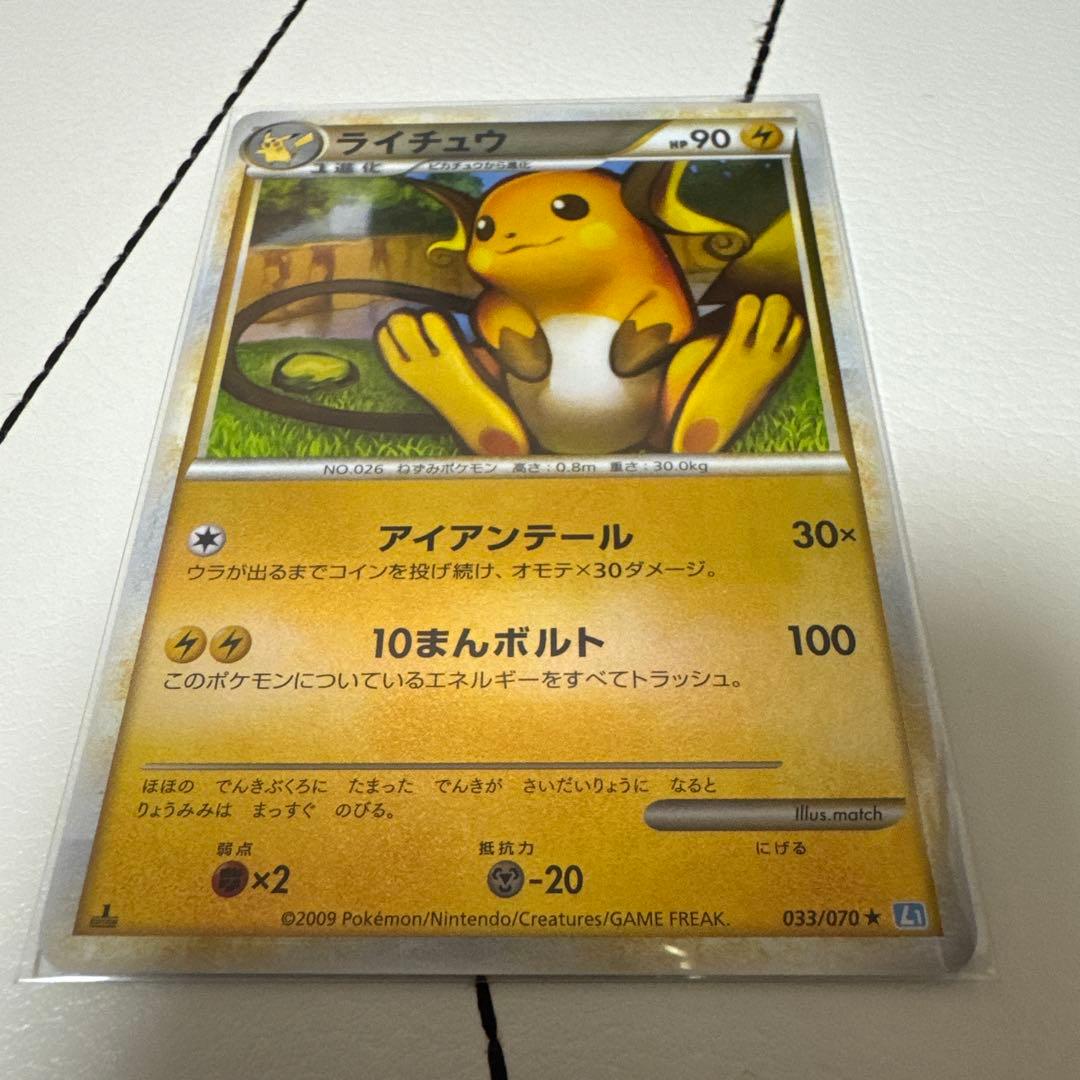 ライチュウ HP 90
1進化 ピカチュウから進化
NO.026 ねずみポケモン 高さ:0.8m 重さ:30.0kg
アイアンテール 30×
ウラが出るまでコインを投げ続け、オモテ×30ダメージ。
10まんボルト 100
このポケモンについているエネルギーをすべてトラッシュ。
ほほの でんきぶくろに たまった でんきが さいだいりょうに なると
りょうみみは まっすぐ のびる。
Illus.match
弱点 抵抗力 にげる
×2 -20
1 ©2009 Pokémon/Nintendo/Creatures/GAME FREAK. 033/070 ★ L1